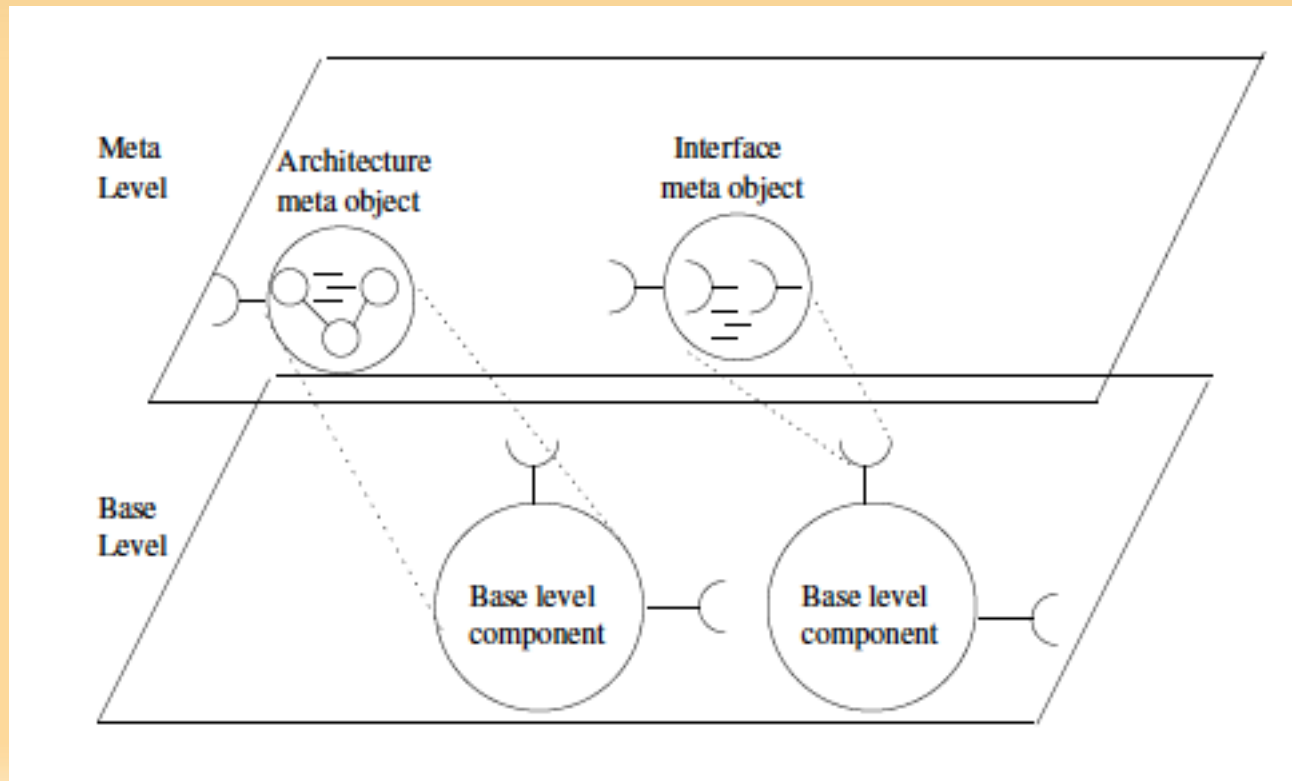 Meta
Level
Architecture
meta object
Interface
meta object
Base
Level
Base level
component
Base level
component